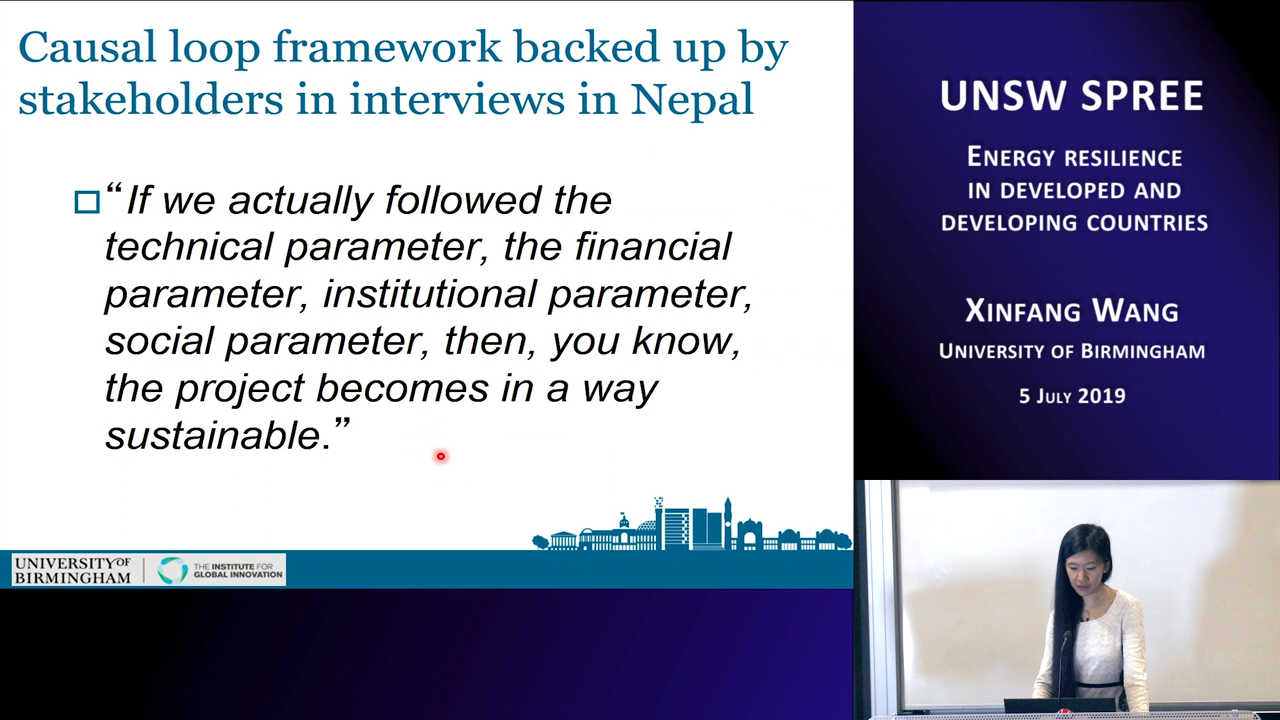 Causal loop framework backed up by
stakeholders in interviews in Nepal
“If we actually followed the
technical parameter, the financial
parameter, institutional parameter,
social parameter, then, you know,
the project becomes in a way
sustainable.”
UNIVERSITY OF
BIRMINGHAM
THE INSTITUTE FOR
GLOBAL INNOVATION
UNSW SPREE
ENERGY RESILIENCE
IN DEVELOPED AND
DEVELOPING COUNTRIES
XINFANG WANG
UNIVERSITY OF BIRMINGHAM
5 JULY 2019